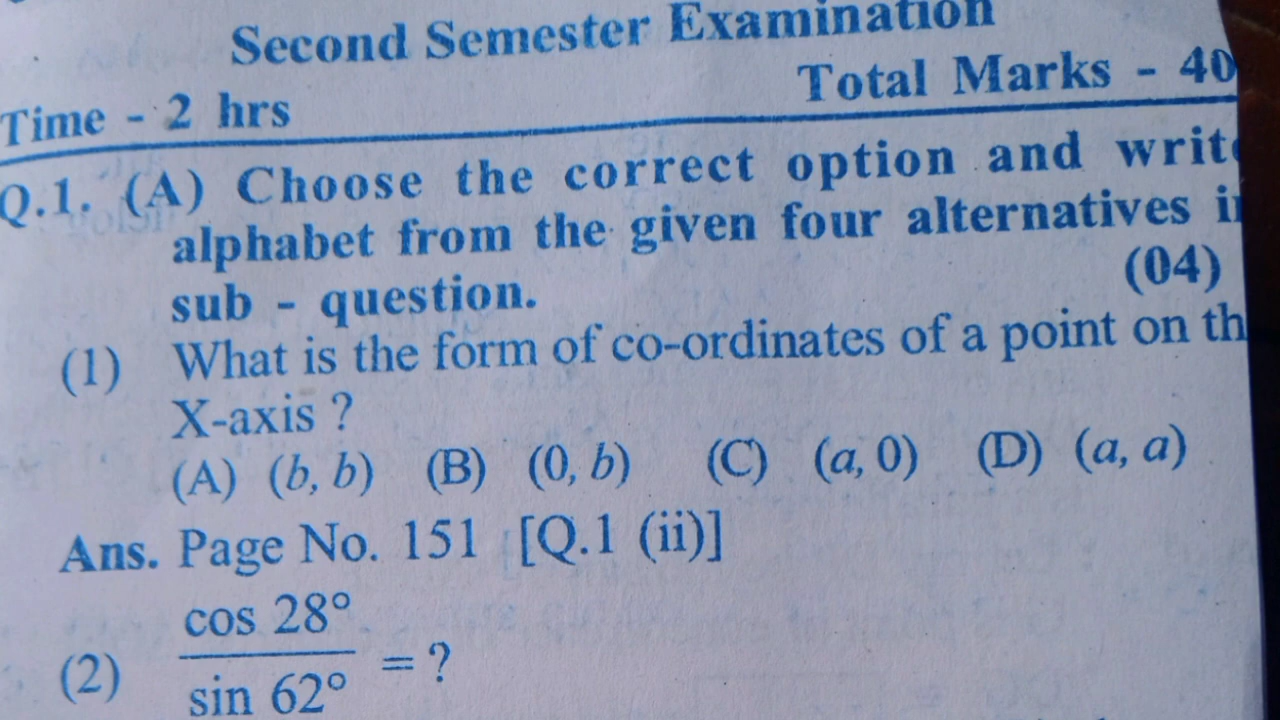 Second Semester Examination
Time - 2 hrs Total Marks - 40
Q.1. (A) Choose the correct option and
alphabet from the given four alternatives
sub - question. (04)
(1) What is the form of co-ordinates of a point on
X-axis ?
(A) (b, b) (B) (0, b) (C) (a, 0) (D) (a, a)
Ans. Page No. 151 [Q.1 (ii)]
(2) cos 28° / sin 62° = ?